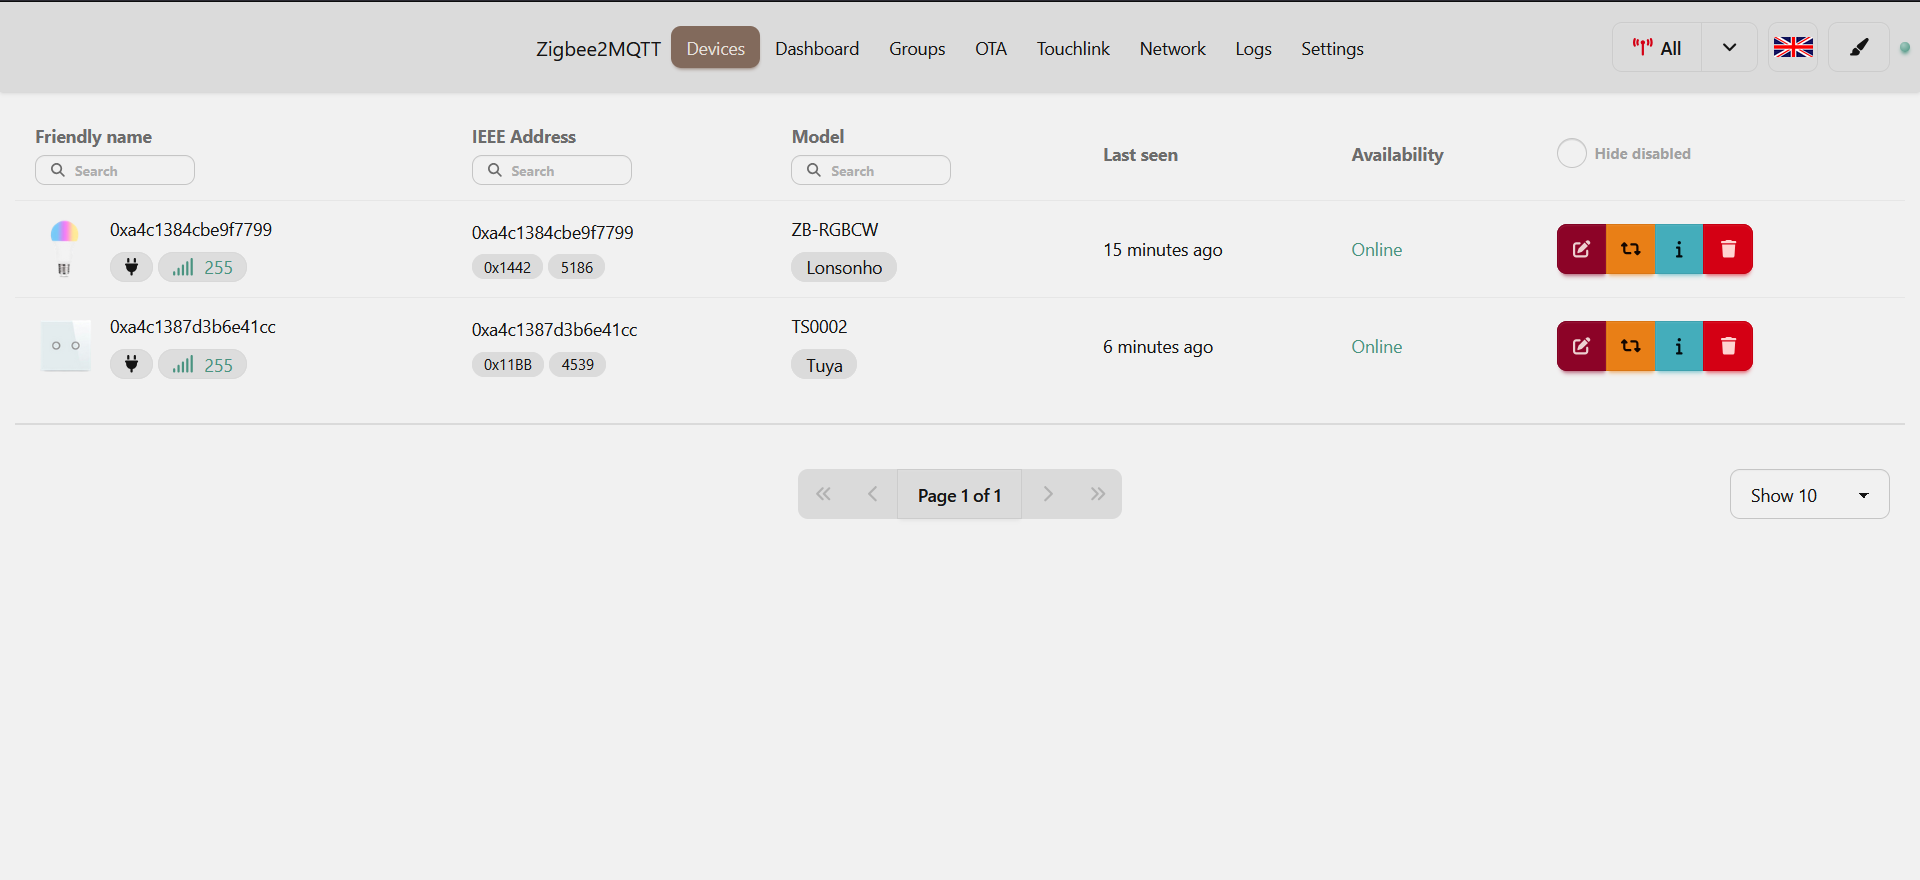 Zigbee2MQTT Devices Dashboard Groups OTA Touchlink Network Logs Settings All
Friendly name IEEE Address Model Last seen Availability Hide disabled
Search Search Search
0xa4c1384cbe9f7799 0xa4c1384cbe9f7799 ZB-RGBCW 15 minutes ago Online
255 0x1442 5186 Lonsonho
0xa4c1387d3b6e41cc 0xa4c1387d3b6e41cc TS0002 6 minutes ago Online
255 0x11BB 4539 Tuya
Page 1 of 1 Show 10